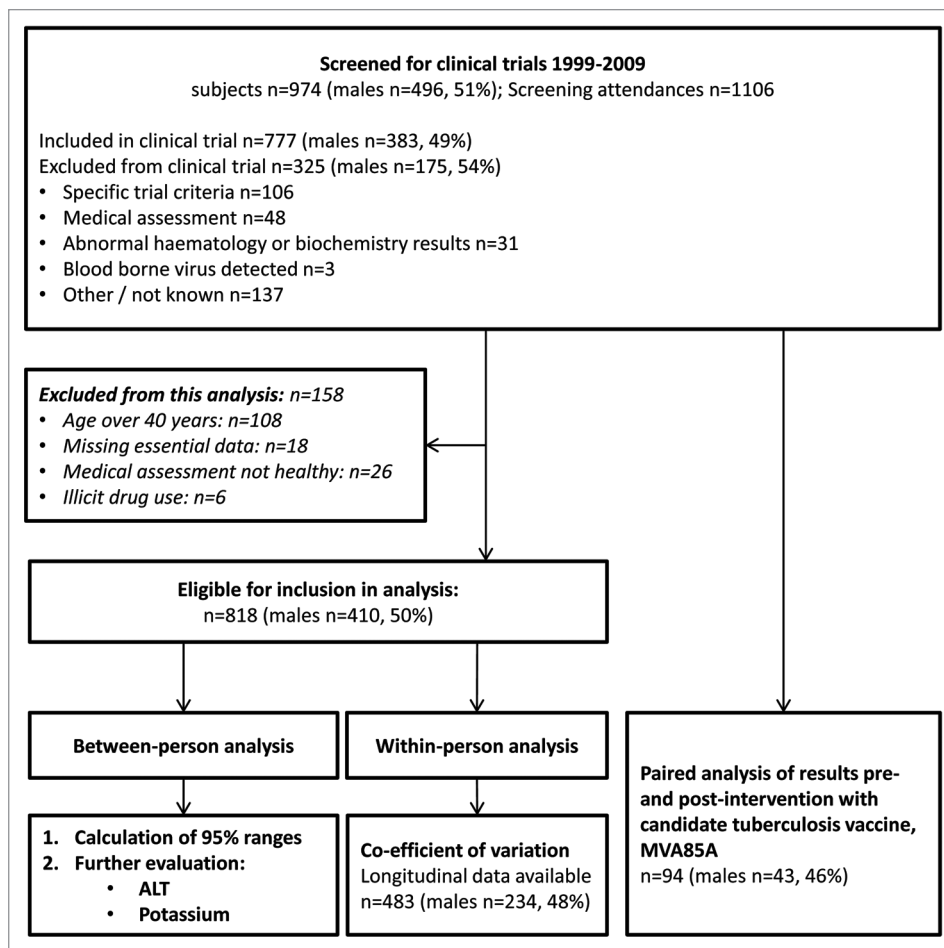 Screened for clinical trials 1999-2009
subjects n=974 (males n=496, 51%); Screening attendances n=1106
Included in clinical trial n=777 (males n=383, 49%)
Excluded from clinical trial n=325 (males n=175, 54%)
• Specific trial criteria n=106
• Medical assessment n=48
• Abnormal haematology or biochemistry results n=31
• Blood borne virus detected n=3
• Other / not known n=137
Excluded from this analysis: n=158
• Age over 40 years: n=108
• Missing essential data: n=18
• Medical assessment not healthy: n=26
• Illicit drug use: n=6
Eligible for inclusion in analysis:
n=818 (males n=410, 50%)
Between-person analysis
Within-person analysis
1. Calculation of 95% ranges
2. Further evaluation:
• ALT
• Potassium
Co-efficient of variation
Longitudinal data available
n=483 (males n=234, 48%)
Paired analysis of results pre-
and post-intervention with
candidate tuberculosis vaccine,
MVA85A
n=94 (males n=43, 46%)